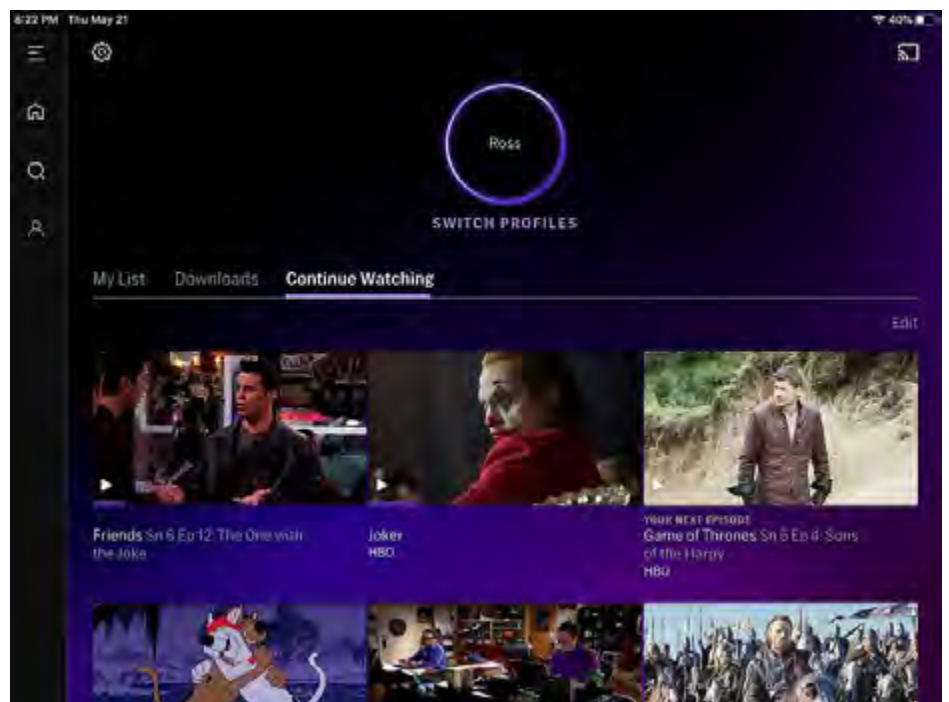 8:22 PM Thu May 21
40%
Ross
SWITCH PROFILES
My List Downloads Continue Watching
Edit
Friends Sn 6 Ep 12: The One with
the Joke
Joker
HBO
YOUR NEXT EPISODE
Game of Thrones Sn 5 Ep 4: Sons
of the Harpy
HBO